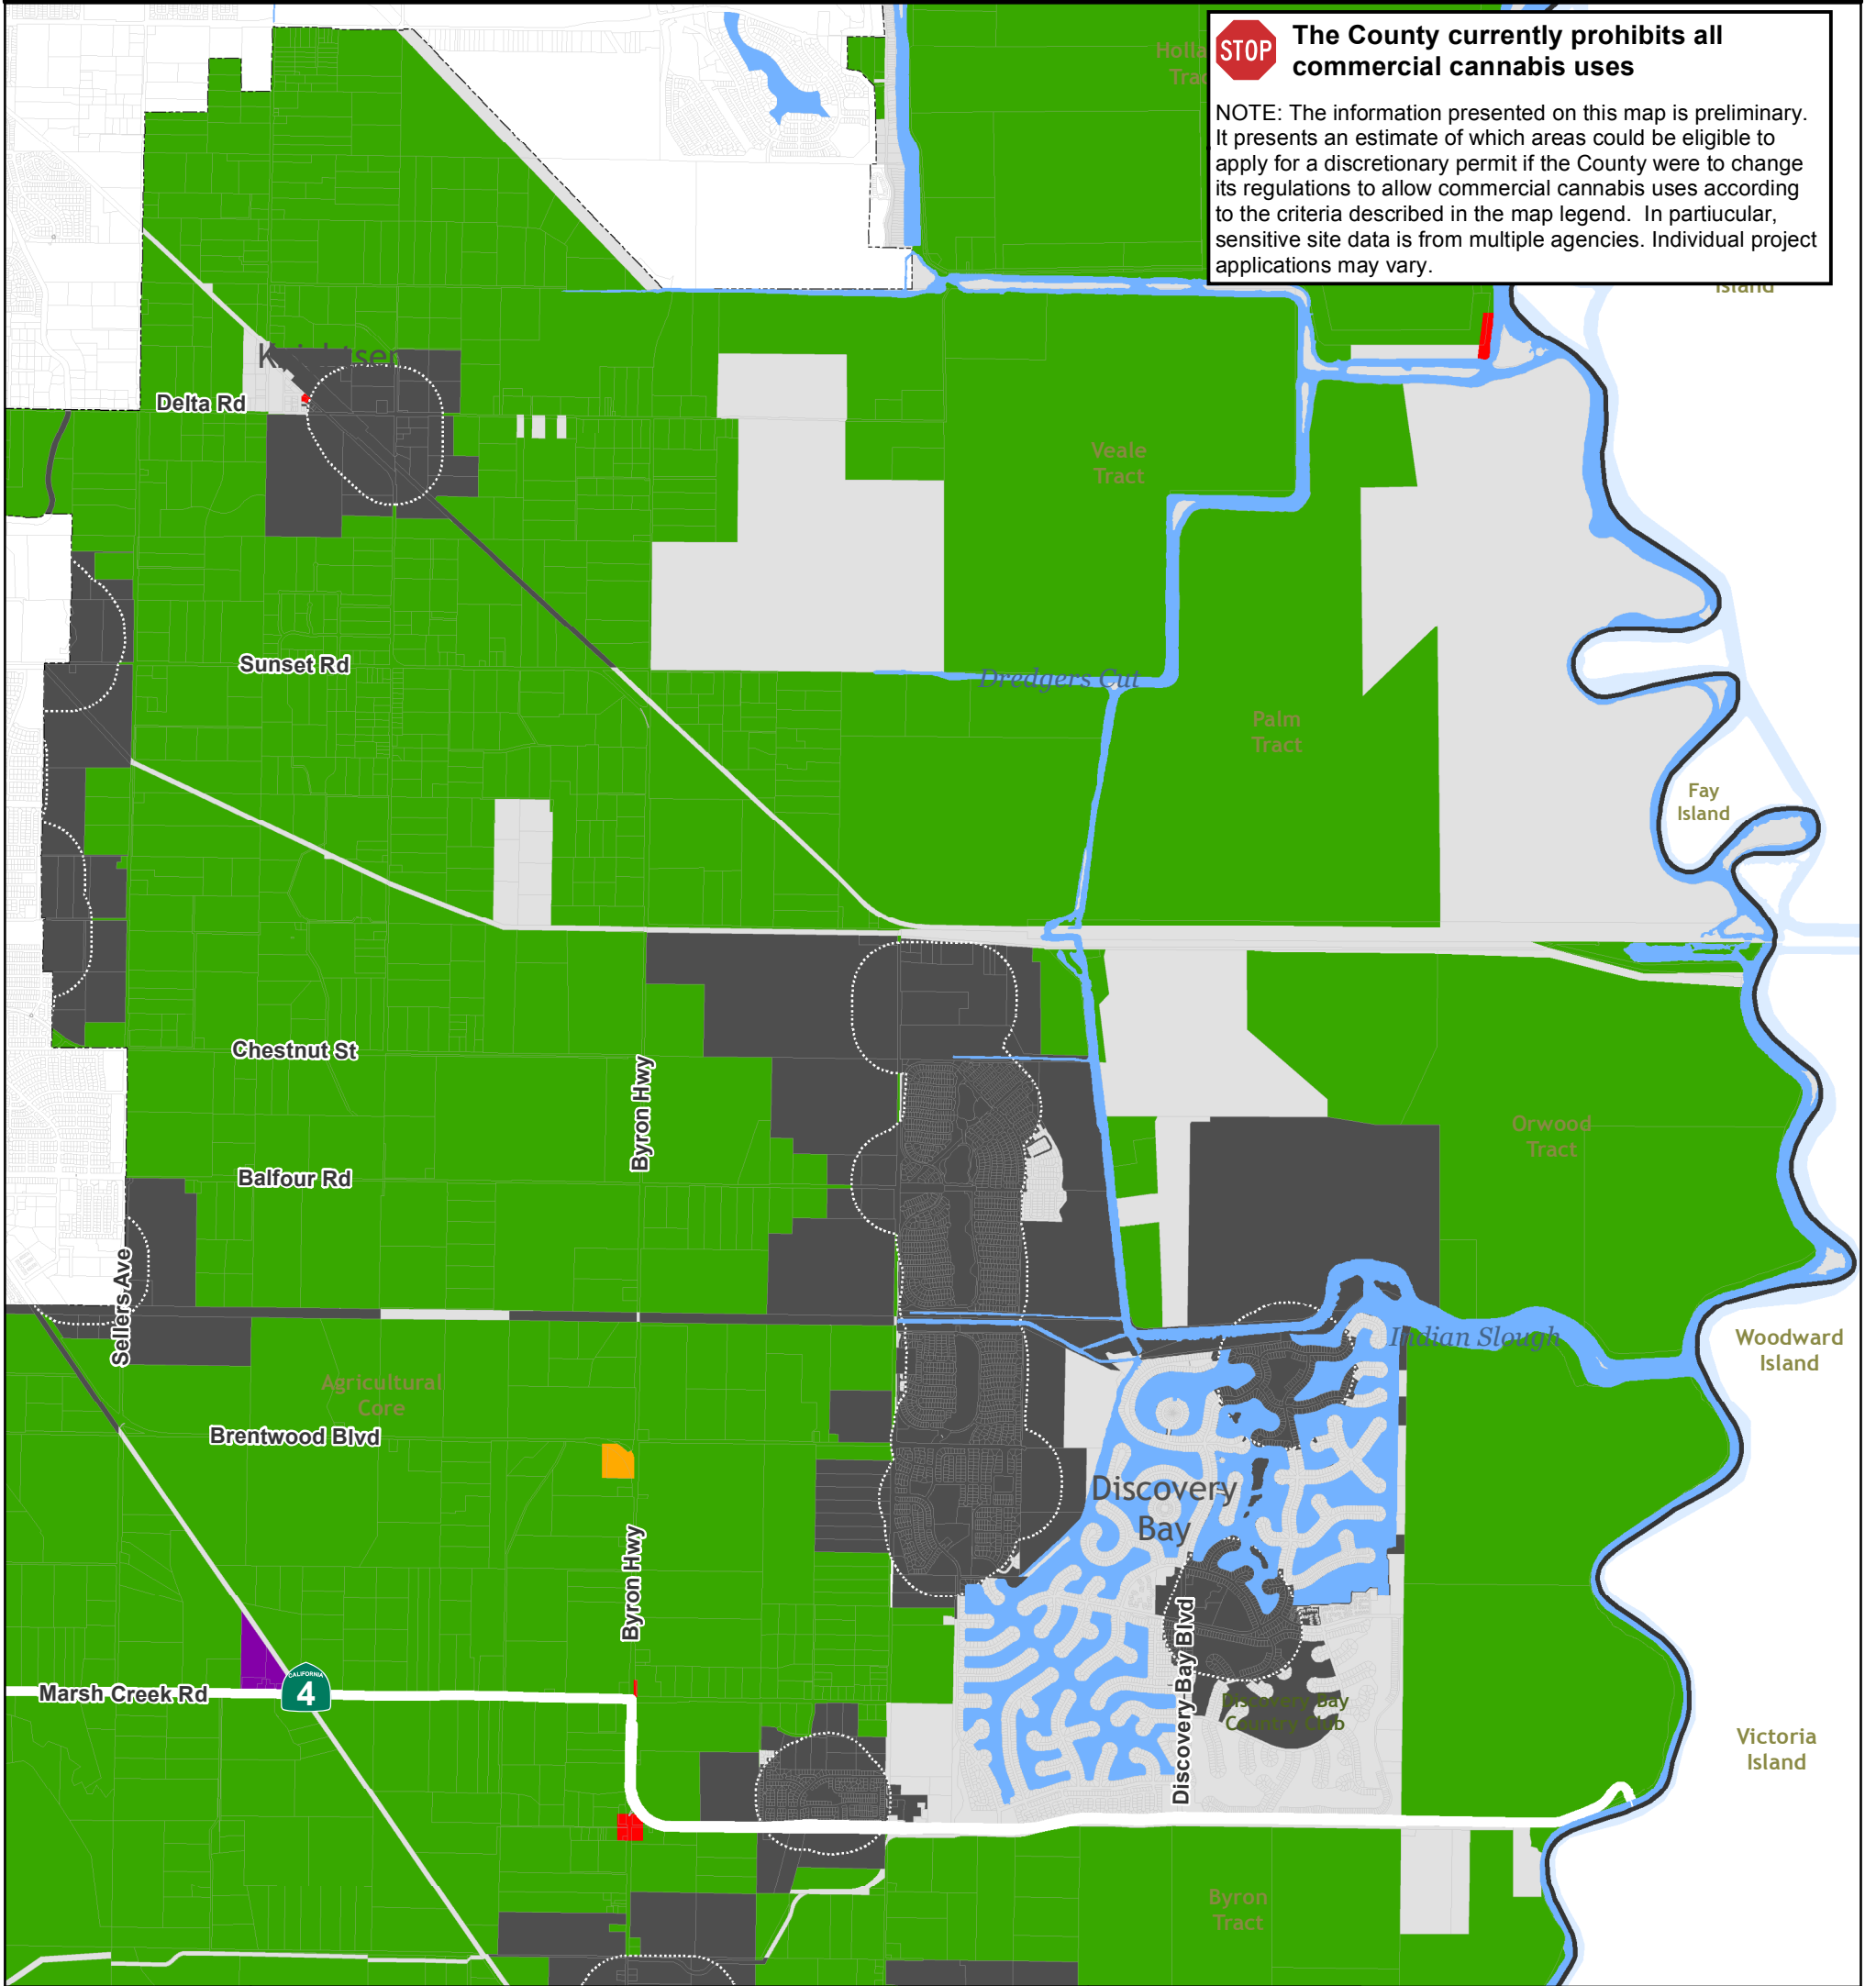 STOP
The County currently prohibits all
commercial cannabis uses
NOTE: The information presented on this map is preliminary.
It presents an estimate of which areas could be eligible to
apply for a discretionary permit if the County were to change
its regulations to allow commercial cannabis uses according
to the criteria described in the map legend.  In partiucular,
sensitive site data is from multiple agencies. Individual project
applications may vary.
Island
Delta Rd
Veale
Tract
Sunset Rd
Dredgers Cut
Palm
Tract
Fay
Island
Chestnut St
Byron Hwy
Orwood
Tract
Balfour Rd
Sellers Ave
Indian Slough
Woodward
Island
Agricultural
Core
Brentwood Blvd
Discovery
Bay
Byron Hwy
Discovery Bay Blvd
Marsh Creek Rd
CALIFORNIA
4
Discovery Bay
Country Club
Victoria
Island
Byron
Tract